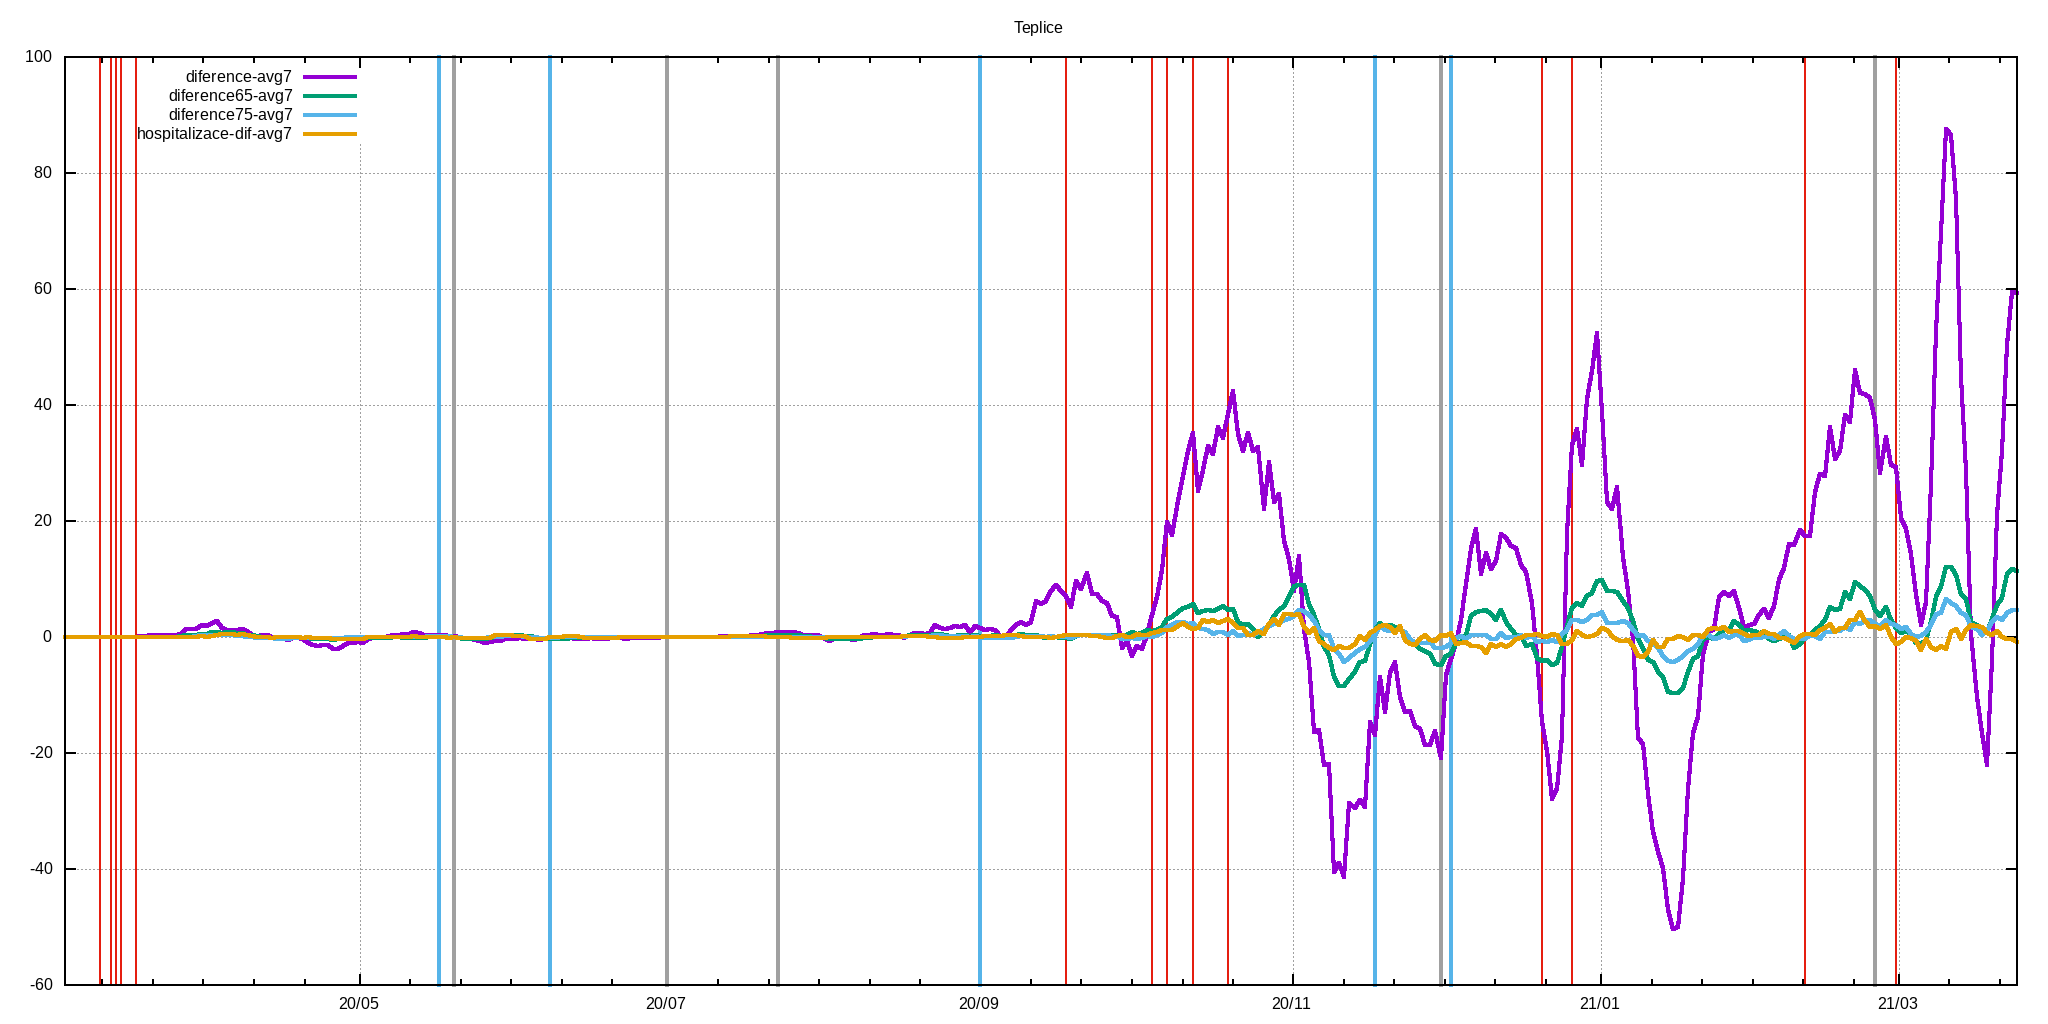 Teplice
diference-avg7
diference65-avg7
diference75-avg7
hospitalizace-dif-avg7
100
80
60
40
20
0
-20
-40
-60
20/05 20/07 20/09 20/11 21/01 21/03